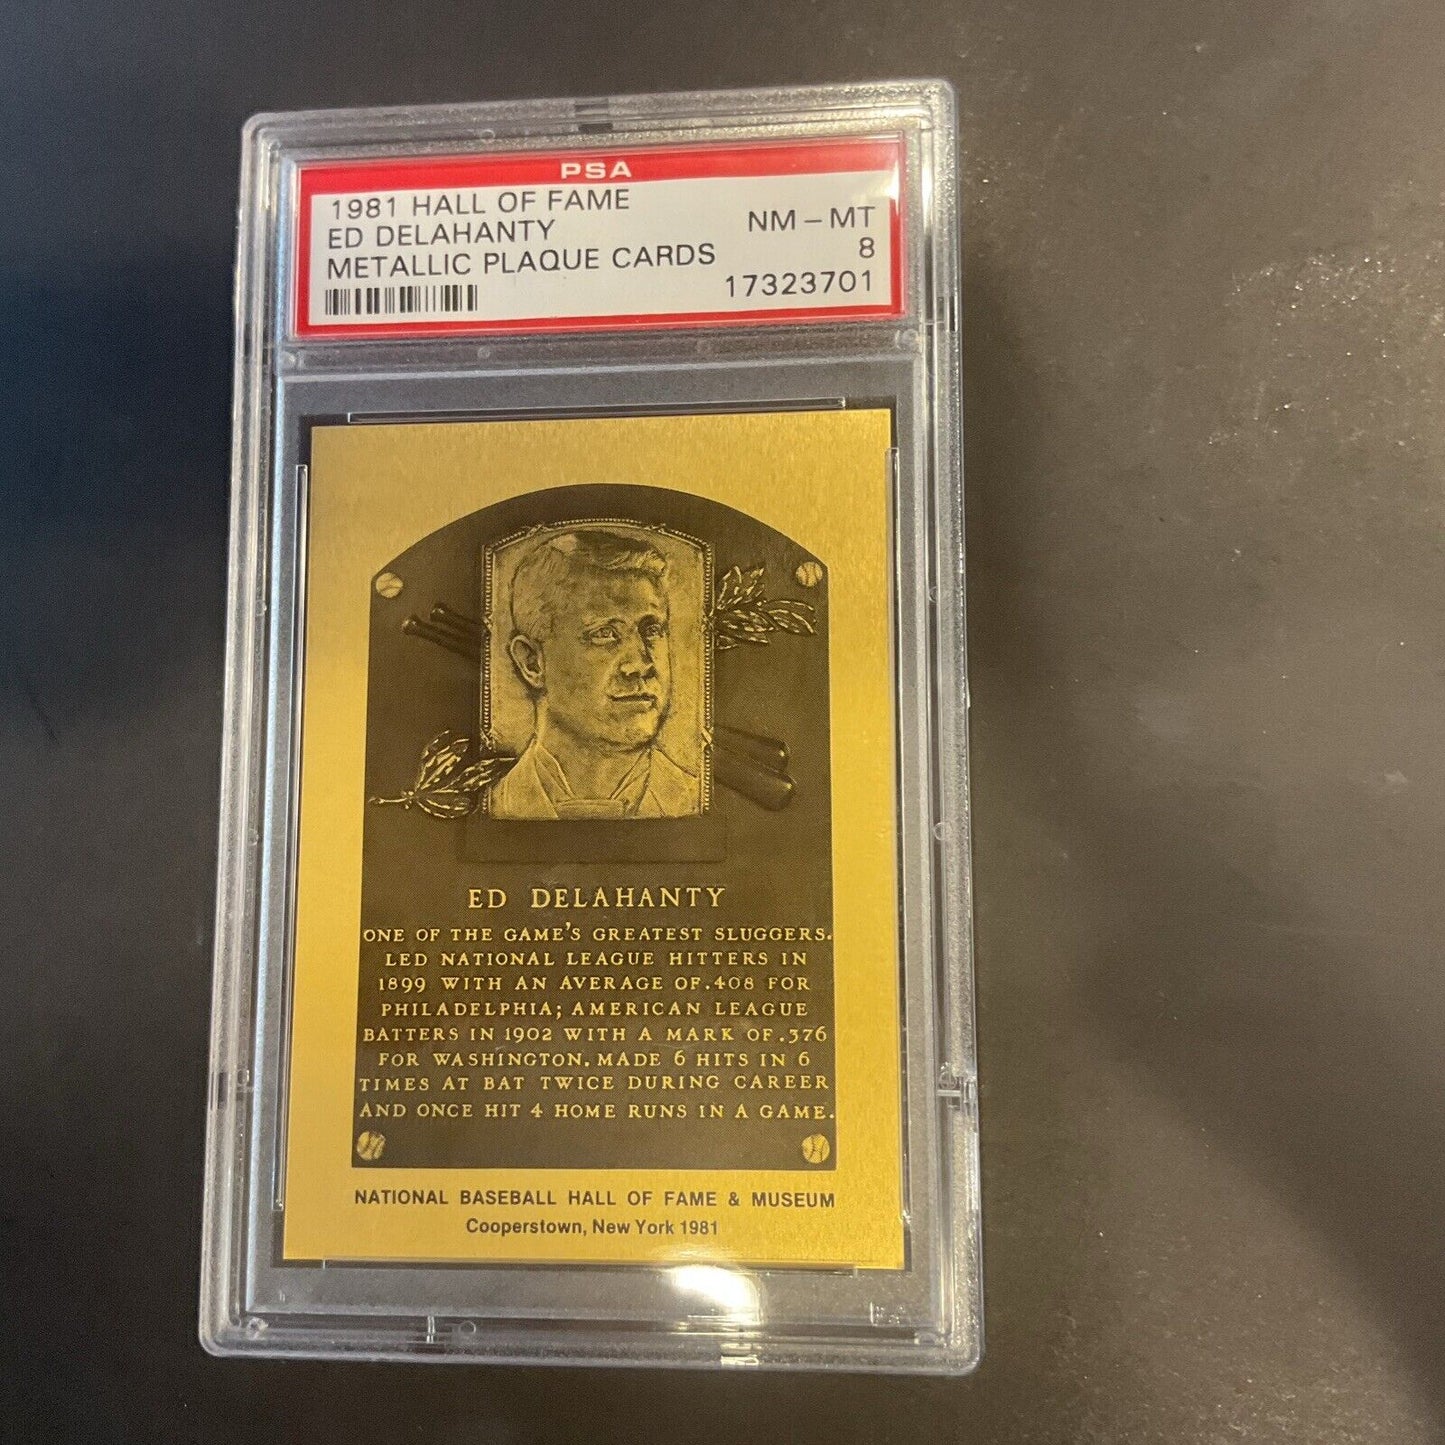 PSA
1981 HALL OF FAME
ED DELAHANTY
METALLIC PLAQUE CARDS
NM – MT
8
17323701
ED DELAHANTY
ONE OF THE GAME'S GREATEST SLUGGERS.
LED NATIONAL LEAGUE HITTERS IN
1899 WITH AN AVERAGE OF .408 FOR
PHILADELPHIA; AMERICAN LEAGUE
BATTERS IN 1902 WITH A MARK OF .376
FOR WASHINGTON. MADE 6 HITS IN 6
TIMES AT BAT TWICE DURING CAREER
AND ONCE HIT 4 HOME RUNS IN A GAME.
NATIONAL BASEBALL HALL OF FAME & MUSEUM
Cooperstown, New York 1981